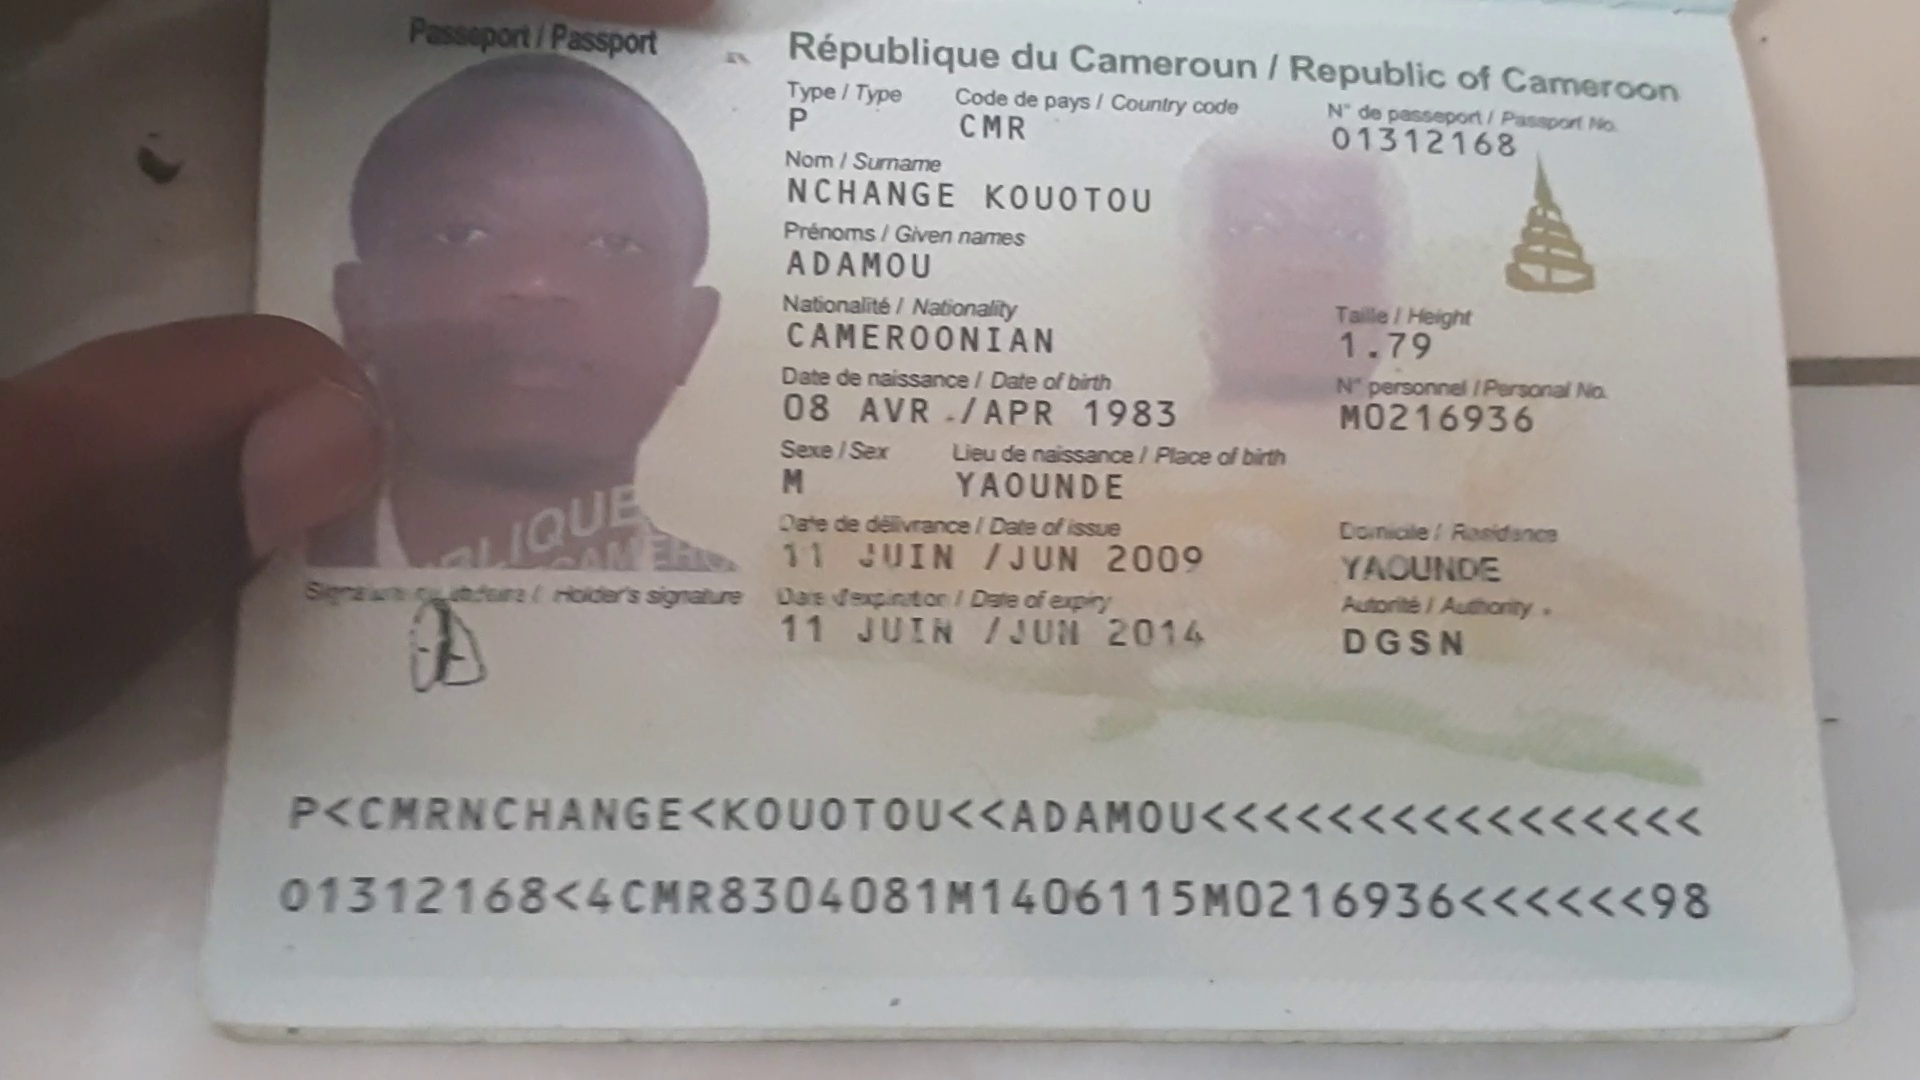 Passeport / Passport
République du Cameroun / Republic of Cameroon
Type / Type Code de pays / Country code N° de passeport / Passport No.
P CMR 01312168
Nom / Surname
NCHANGE KOUOTOU
Prénoms / Given names
ADAMOU
Nationalité / Nationality Taille / Height
CAMEROONIAN 1.79
Date de naissance / Date of birth N° personnel / Personal No.
08 AVR ./APR 1983 M0216936
Sexe / Sex Lieu de naissance / Place of birth
M YAOUNDE
Date de délivrance / Date of issue Domicile / Residence
11 JUIN /JUN 2009 YAOUNDE
Date d'expiration / Date of expiry Autorité / Authority
11 JUIN /JUN 2014 DGSN
Holder's signature
P<CMRNCHANGE<KOUOTOU<<ADAMOU<<<<<<<<<<<<<<<<
01312168<4CMR8304081M1406115M0216936<<<<<<98